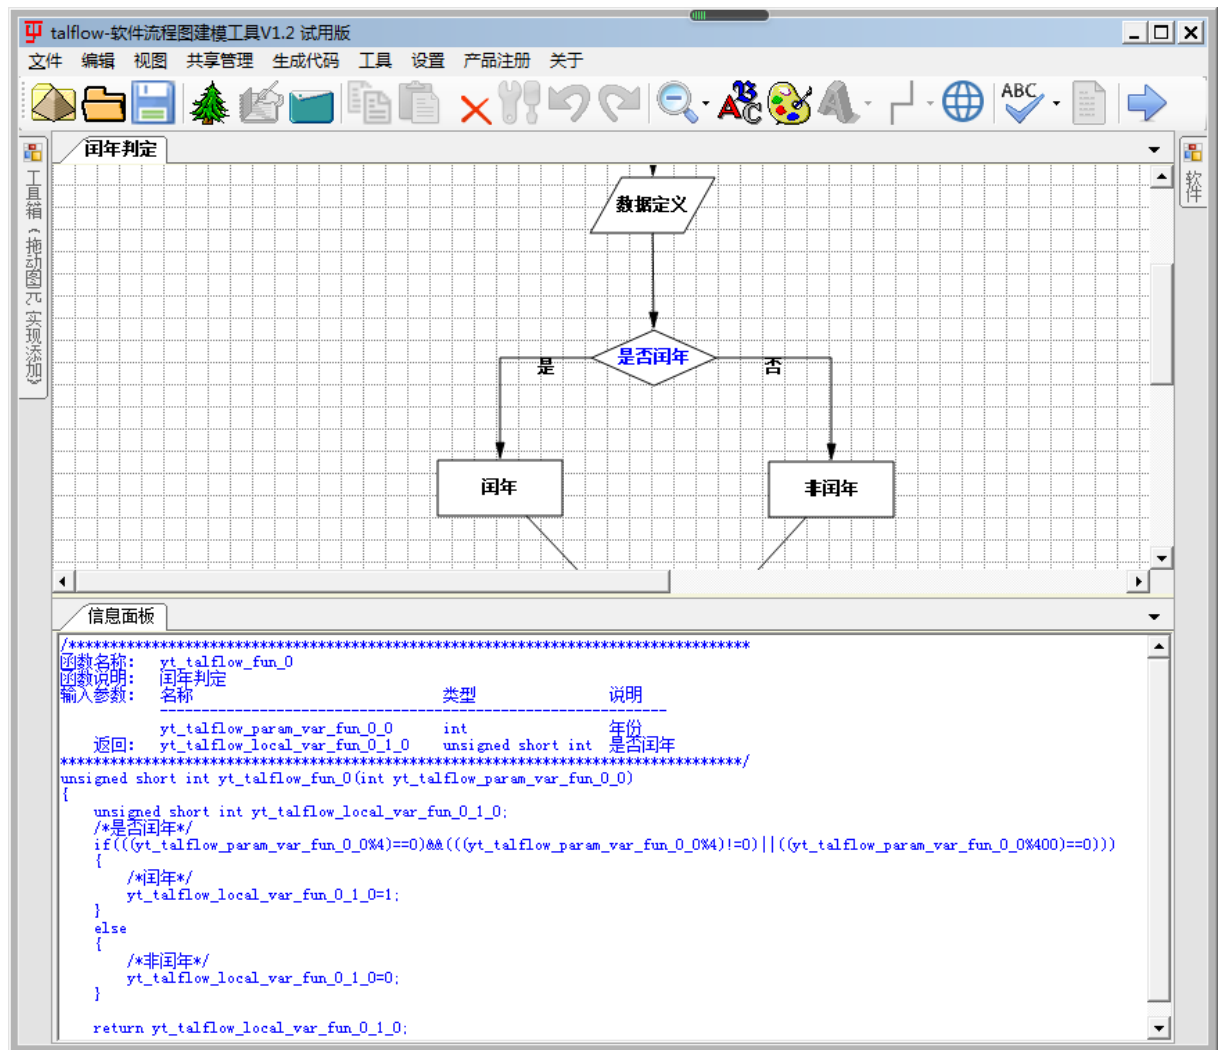 talflow-软件流程图建模工具V1.2 试用版
文件 编辑 视图 共享管理 生成代码 工具 设置 产品注册 关于
ABC
ABC
闰年判定
工具箱《拖动图元,实现添加》
软件
数据定义
是否闰年
是
否
闰年
非闰年
信息面板
/**********************************************************************************
函数名称: yt_talflow_fun_0
函数说明: 闰年判定
输入参数: 名称 类型 说明
-------------------------------------------------------------
yt_talflow_param_var_fun_0_0 int 年份
返回: yt_talflow_local_var_fun_0_1_0 unsigned short int 是否闰年
**********************************************************************************/
unsigned short int yt_talflow_fun_0(int yt_talflow_param_var_fun_0_0)
{
unsigned short int yt_talflow_local_var_fun_0_1_0;
/*是否闰年*/
if(((yt_talflow_param_var_fun_0_0%4)==0)&&(((yt_talflow_param_var_fun_0_0%4)!=0)||((yt_talflow_param_var_fun_0_0%400)==0)))
{
/*闰年*/
yt_talflow_local_var_fun_0_1_0=1;
}
else
{
/*非闰年*/
yt_talflow_local_var_fun_0_1_0=0;
}
return yt_talflow_local_var_fun_0_1_0;